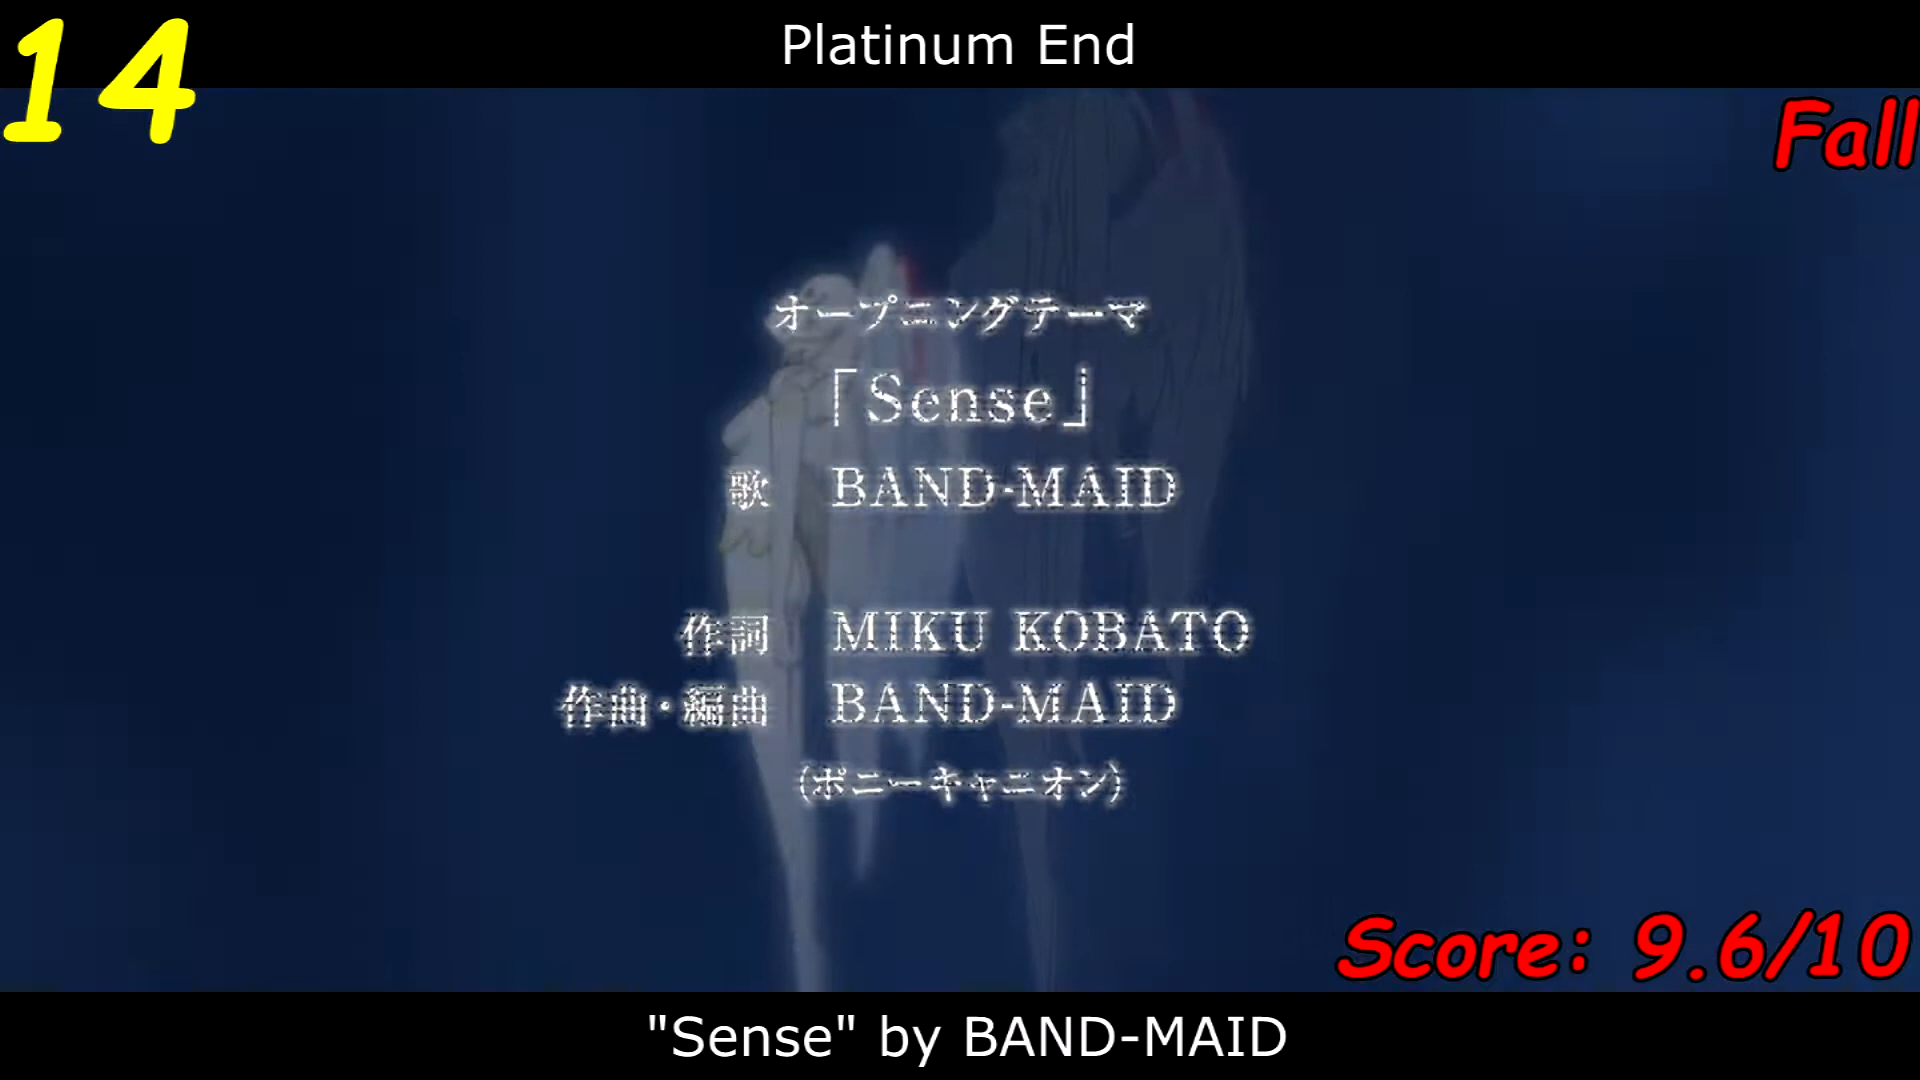 Platinum End
14
Fall
オープニングテーマ
「Sense」
歌 BAND-MAID
作詞 MIKU KOBATO
作曲・編曲 BAND-MAID
(ポニーキャニオン)
Score: 9.6/10
"Sense" by BAND-MAID